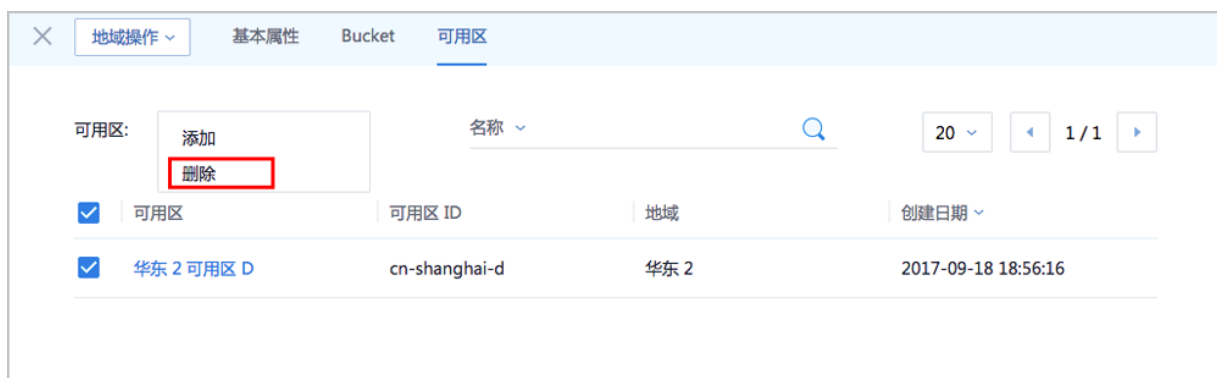 地域操作 基本属性 Bucket 可用区
可用区: 名称 20 1 / 1
添加
删除
可用区 可用区 ID 地域 创建日期
华东 2 可用区 D cn-shanghai-d 华东 2 2017-09-18 18:56:16